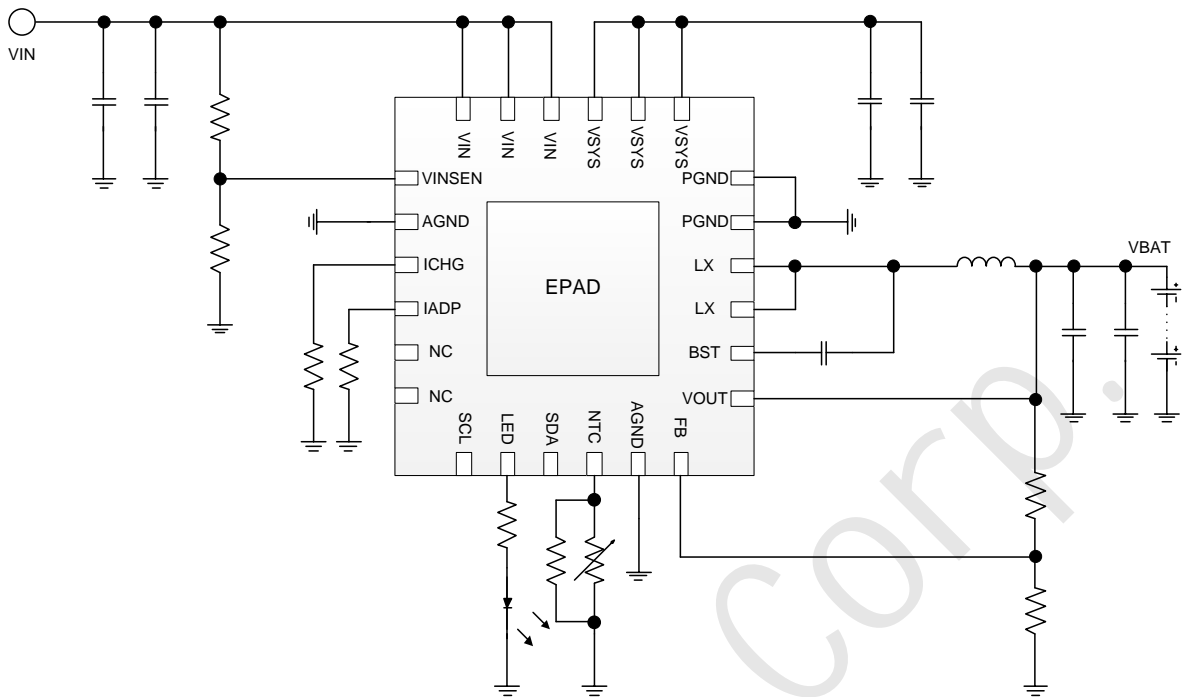 VIN
VIN
VIN
VIN
VSYS
VSYS
VSYS
VINSEN
AGND
ICHG
IADP
NC
NC
EPAD
PGND
PGND
LX
LX
BST
VOUT
VBAT
SCL
LED
SDA
NTC
AGND
FB
Corp.